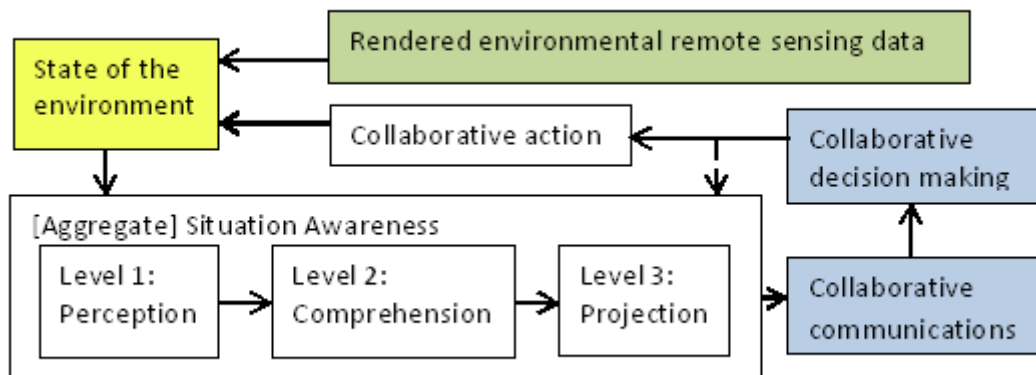 Rendered environmental remote sensing data
State of the
environment
Collaborative action
Collaborative
decision making
[Aggregate] Situation Awareness
Level 1:
Perception
Level 2:
Comprehension
Level 3:
Projection
Collaborative
communications